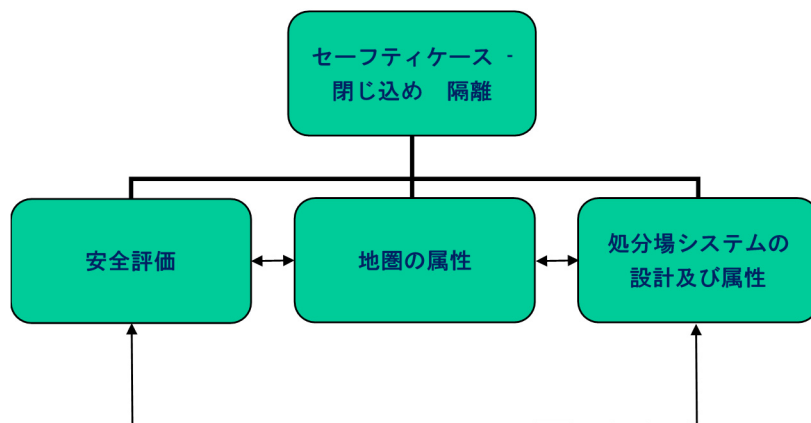 セーフティケース -
閉じ込め　隔離
安全評価
地圏の属性
処分場システムの
設計及び属性